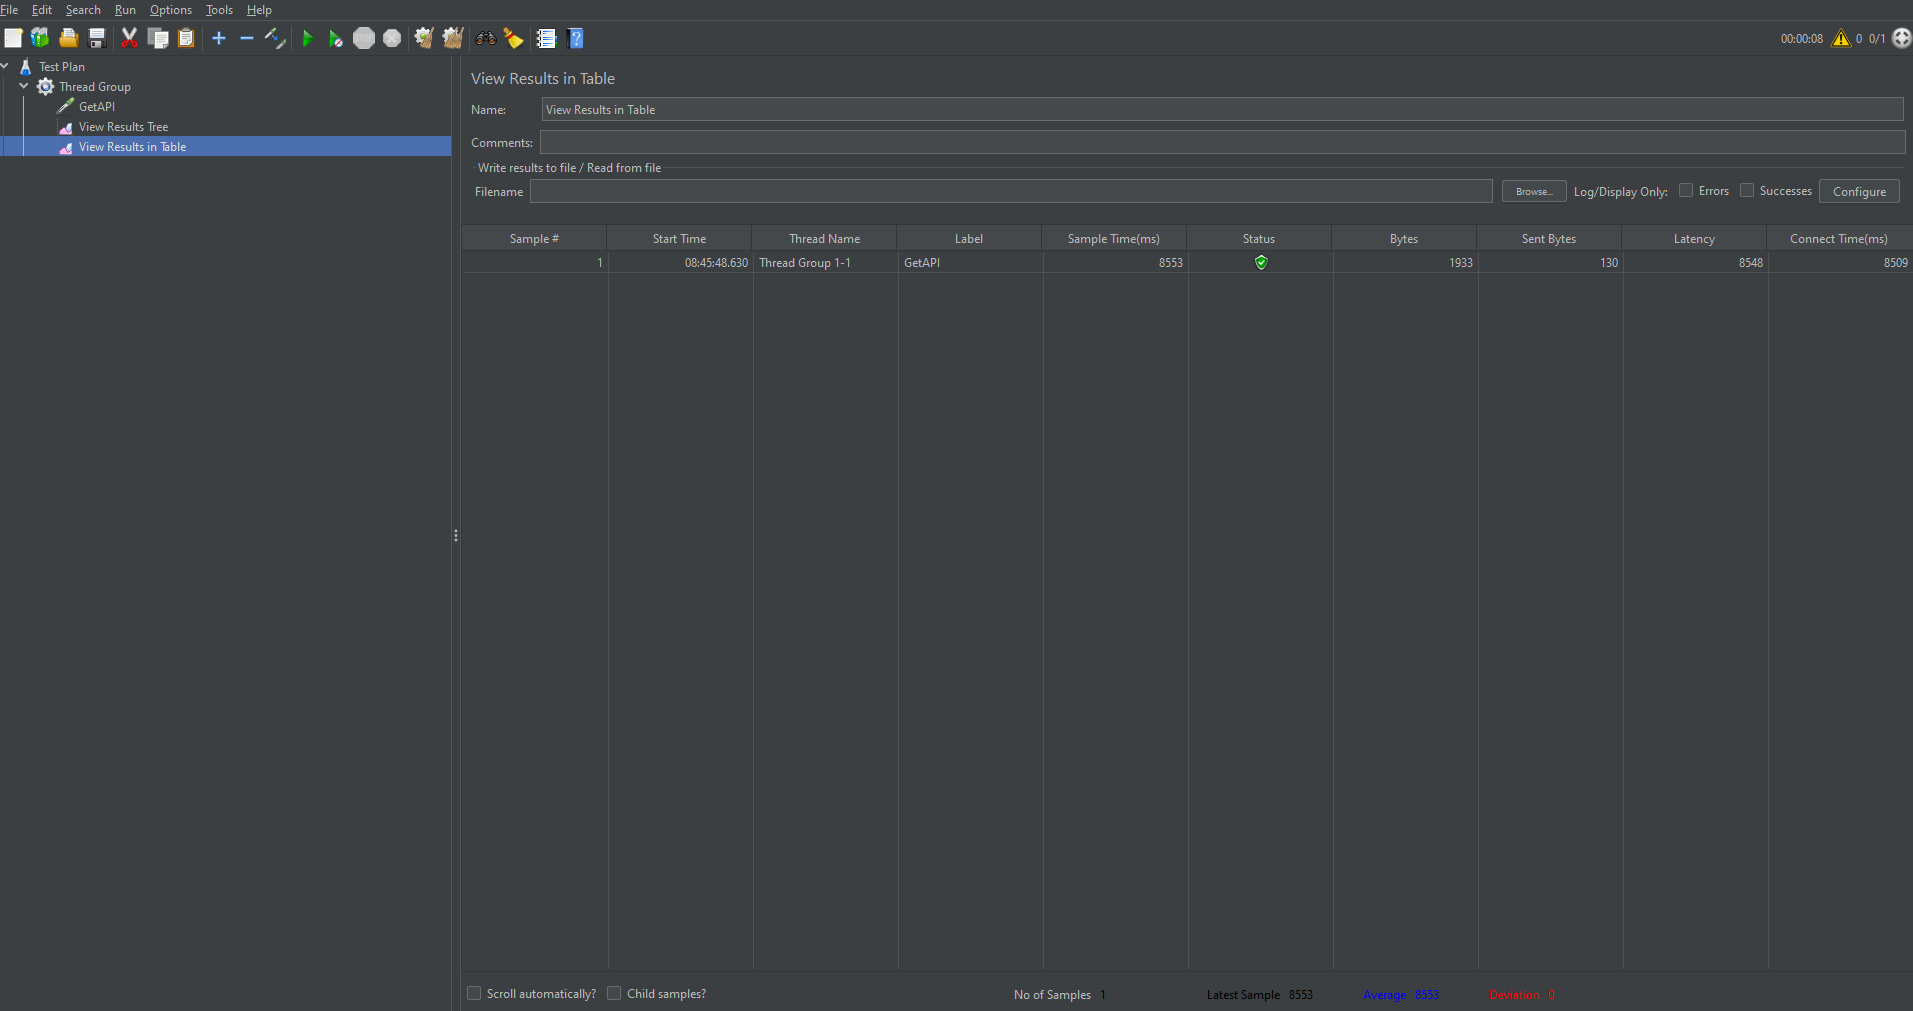 File Edit Search Run Options Tools Help
00:00:08 0 0/1
Test Plan
Thread Group
GetAPI
View Results Tree
View Results in Table
View Results in Table
Name: View Results in Table
Comments:
Write results to file / Read from file
Filename Browse... Log/Display Only: Errors Successes Configure
Sample # Start Time Thread Name Label Sample Time(ms) Status Bytes Sent Bytes Latency Connect Time(ms)
1 08:45:48.630 Thread Group 1-1 GetAPI 8553 1933 130 8548 8509
Scroll automatically? Child samples? No of Samples 1 Latest Sample 8553 Average 8553 Deviation 0